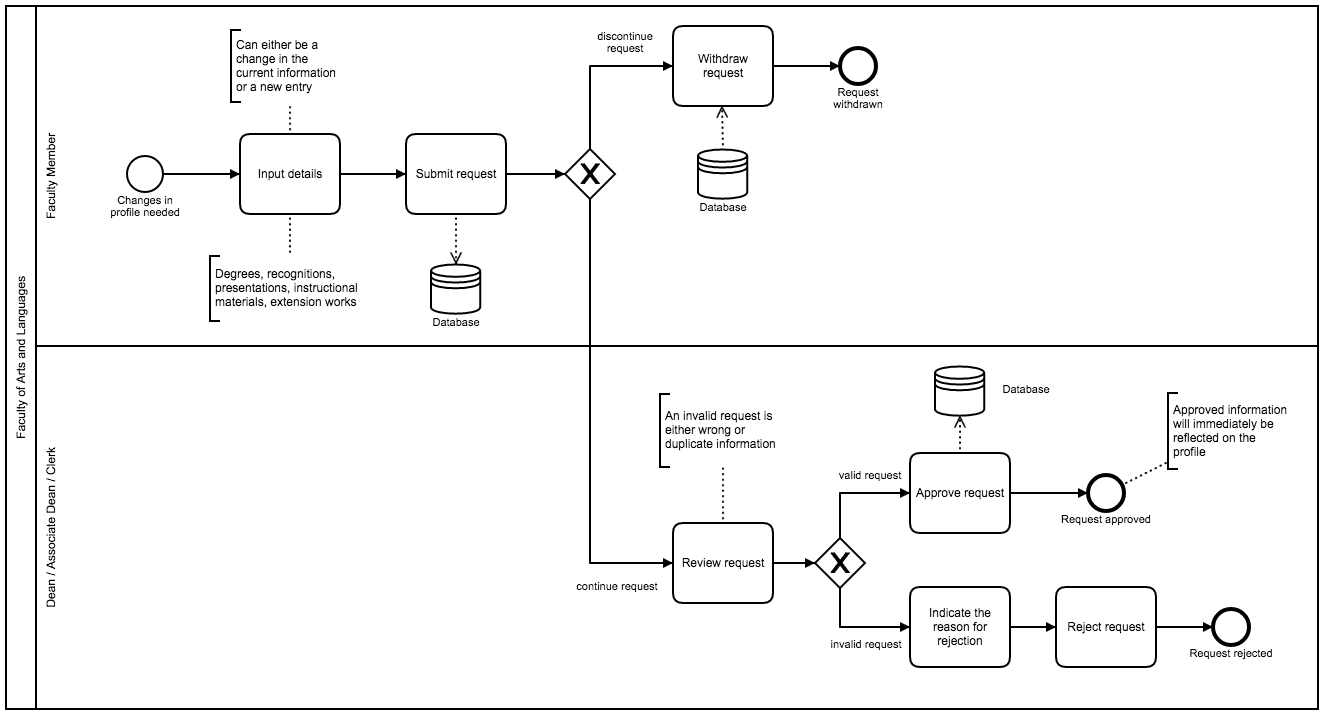 Faculty of Arts and Languages
Faculty Member
Changes in
profile needed
Can either be a
change in the
current information
or a new entry
Input details
Degrees, recognitions,
presentations, instructional
materials, extension works
Submit request
Database
X
discontinue
request
Withdraw
request
Database
Request
withdrawn
Dean / Associate Dean / Clerk
continue request
An invalid request is
either wrong or
duplicate information
Review request
X
valid request
Approve request
Database
Request approved
Approved information
will immediately be
reflected on the
profile
invalid request
Indicate the
reason for
rejection
Reject request
Request rejected